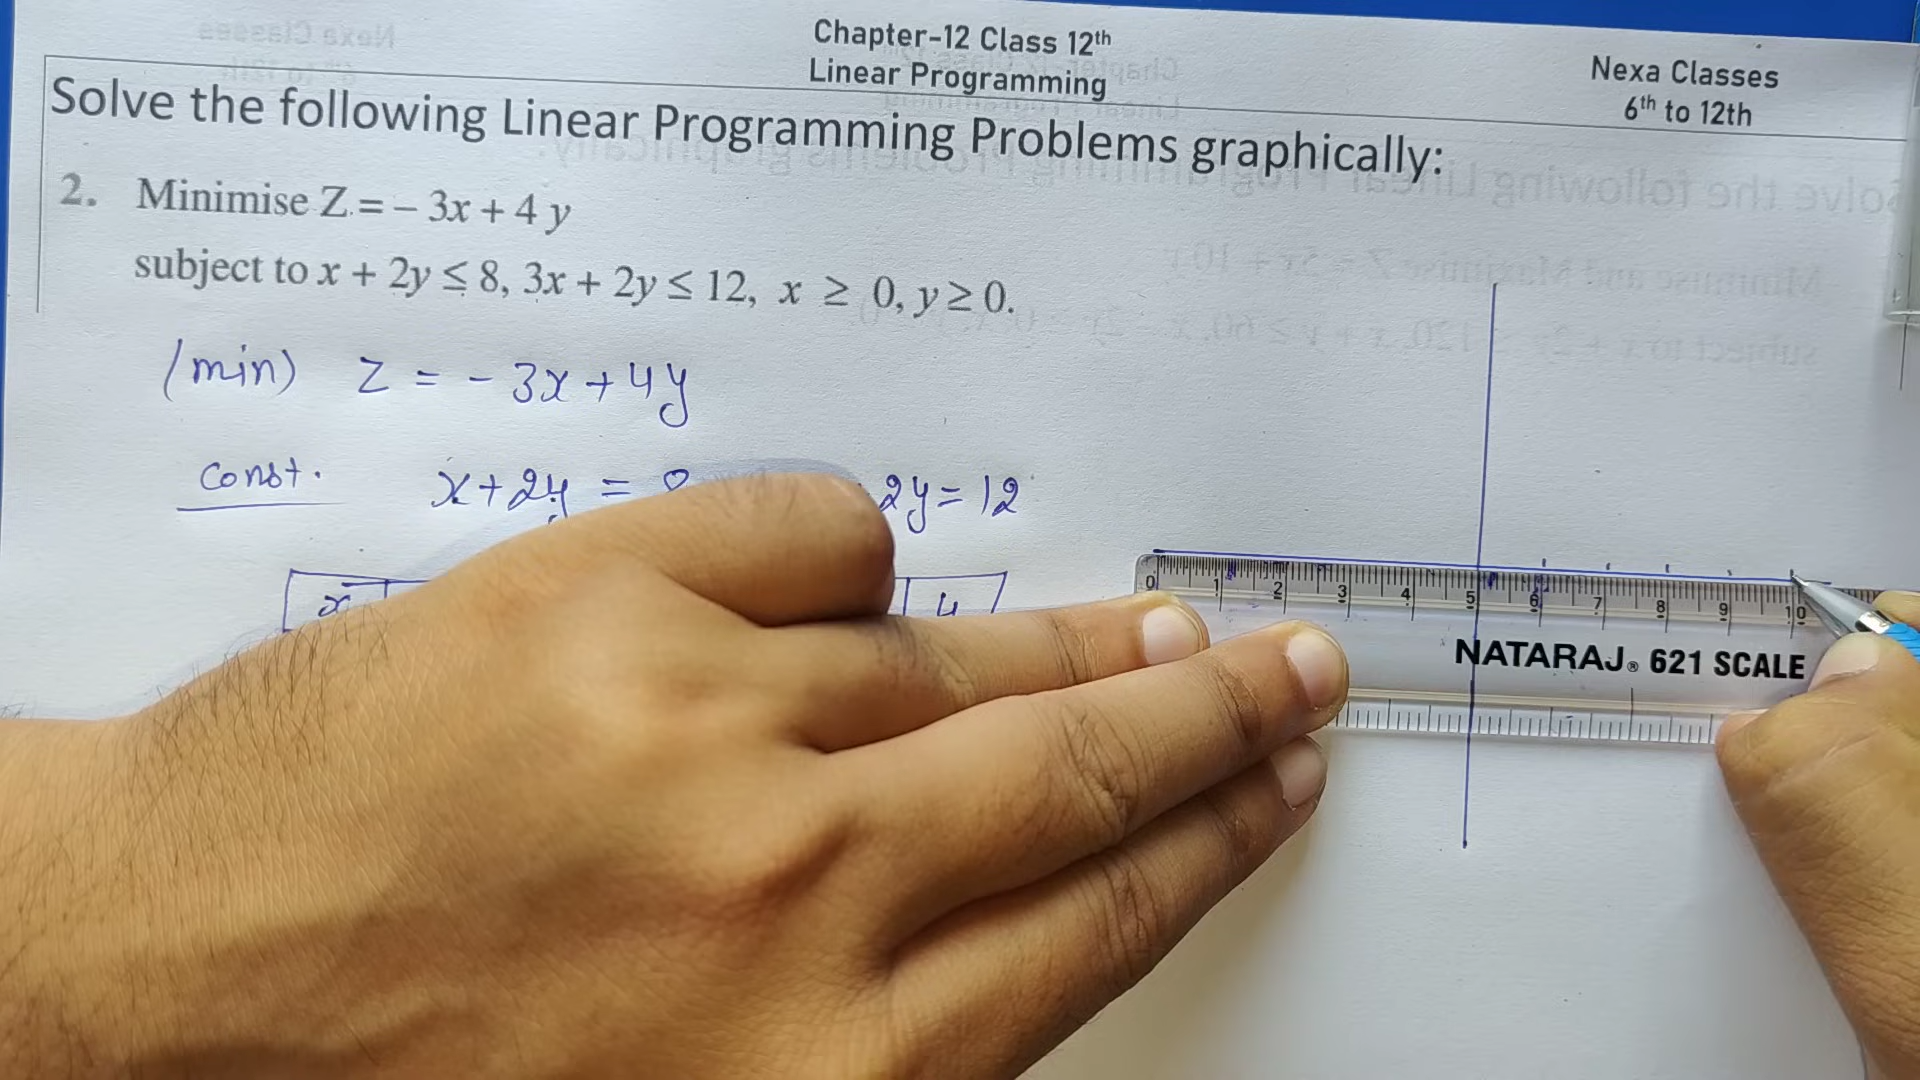 Chapter-12 Class 12th
Linear Programming
Nexa Classes
6th to 12th
Solve the following Linear Programming Problems graphically:
2. Minimise Z = – 3x + 4 y
subject to x + 2y ≤ 8, 3x + 2y ≤ 12, x ≥ 0, y ≥ 0.
(min) Z = - 3x + 4y
Const. x + 2y = 2y = 12
x 4
0 1 2 3 4 5 6 7 8 9 10
NATARAJ® 621 SCALE